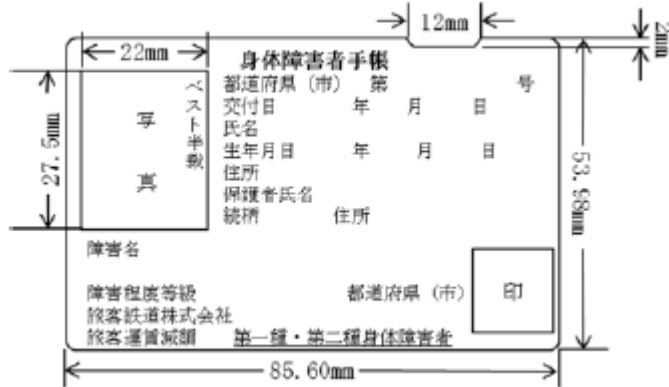 12mm
2mm
22mm
身体障害者手帳
都道府県（市） 第 号
交付日 年 月 日
氏名
生年月日 年 月 日
住所
保護者氏名
続柄 住所
ベスト半截
写
真
27.5mm
53.98mm
障害名
障害程度等級 都道府県（市） 印
旅客鉄道株式会社
旅客運賃減額 第一種・第二種身体障害者
85.60mm